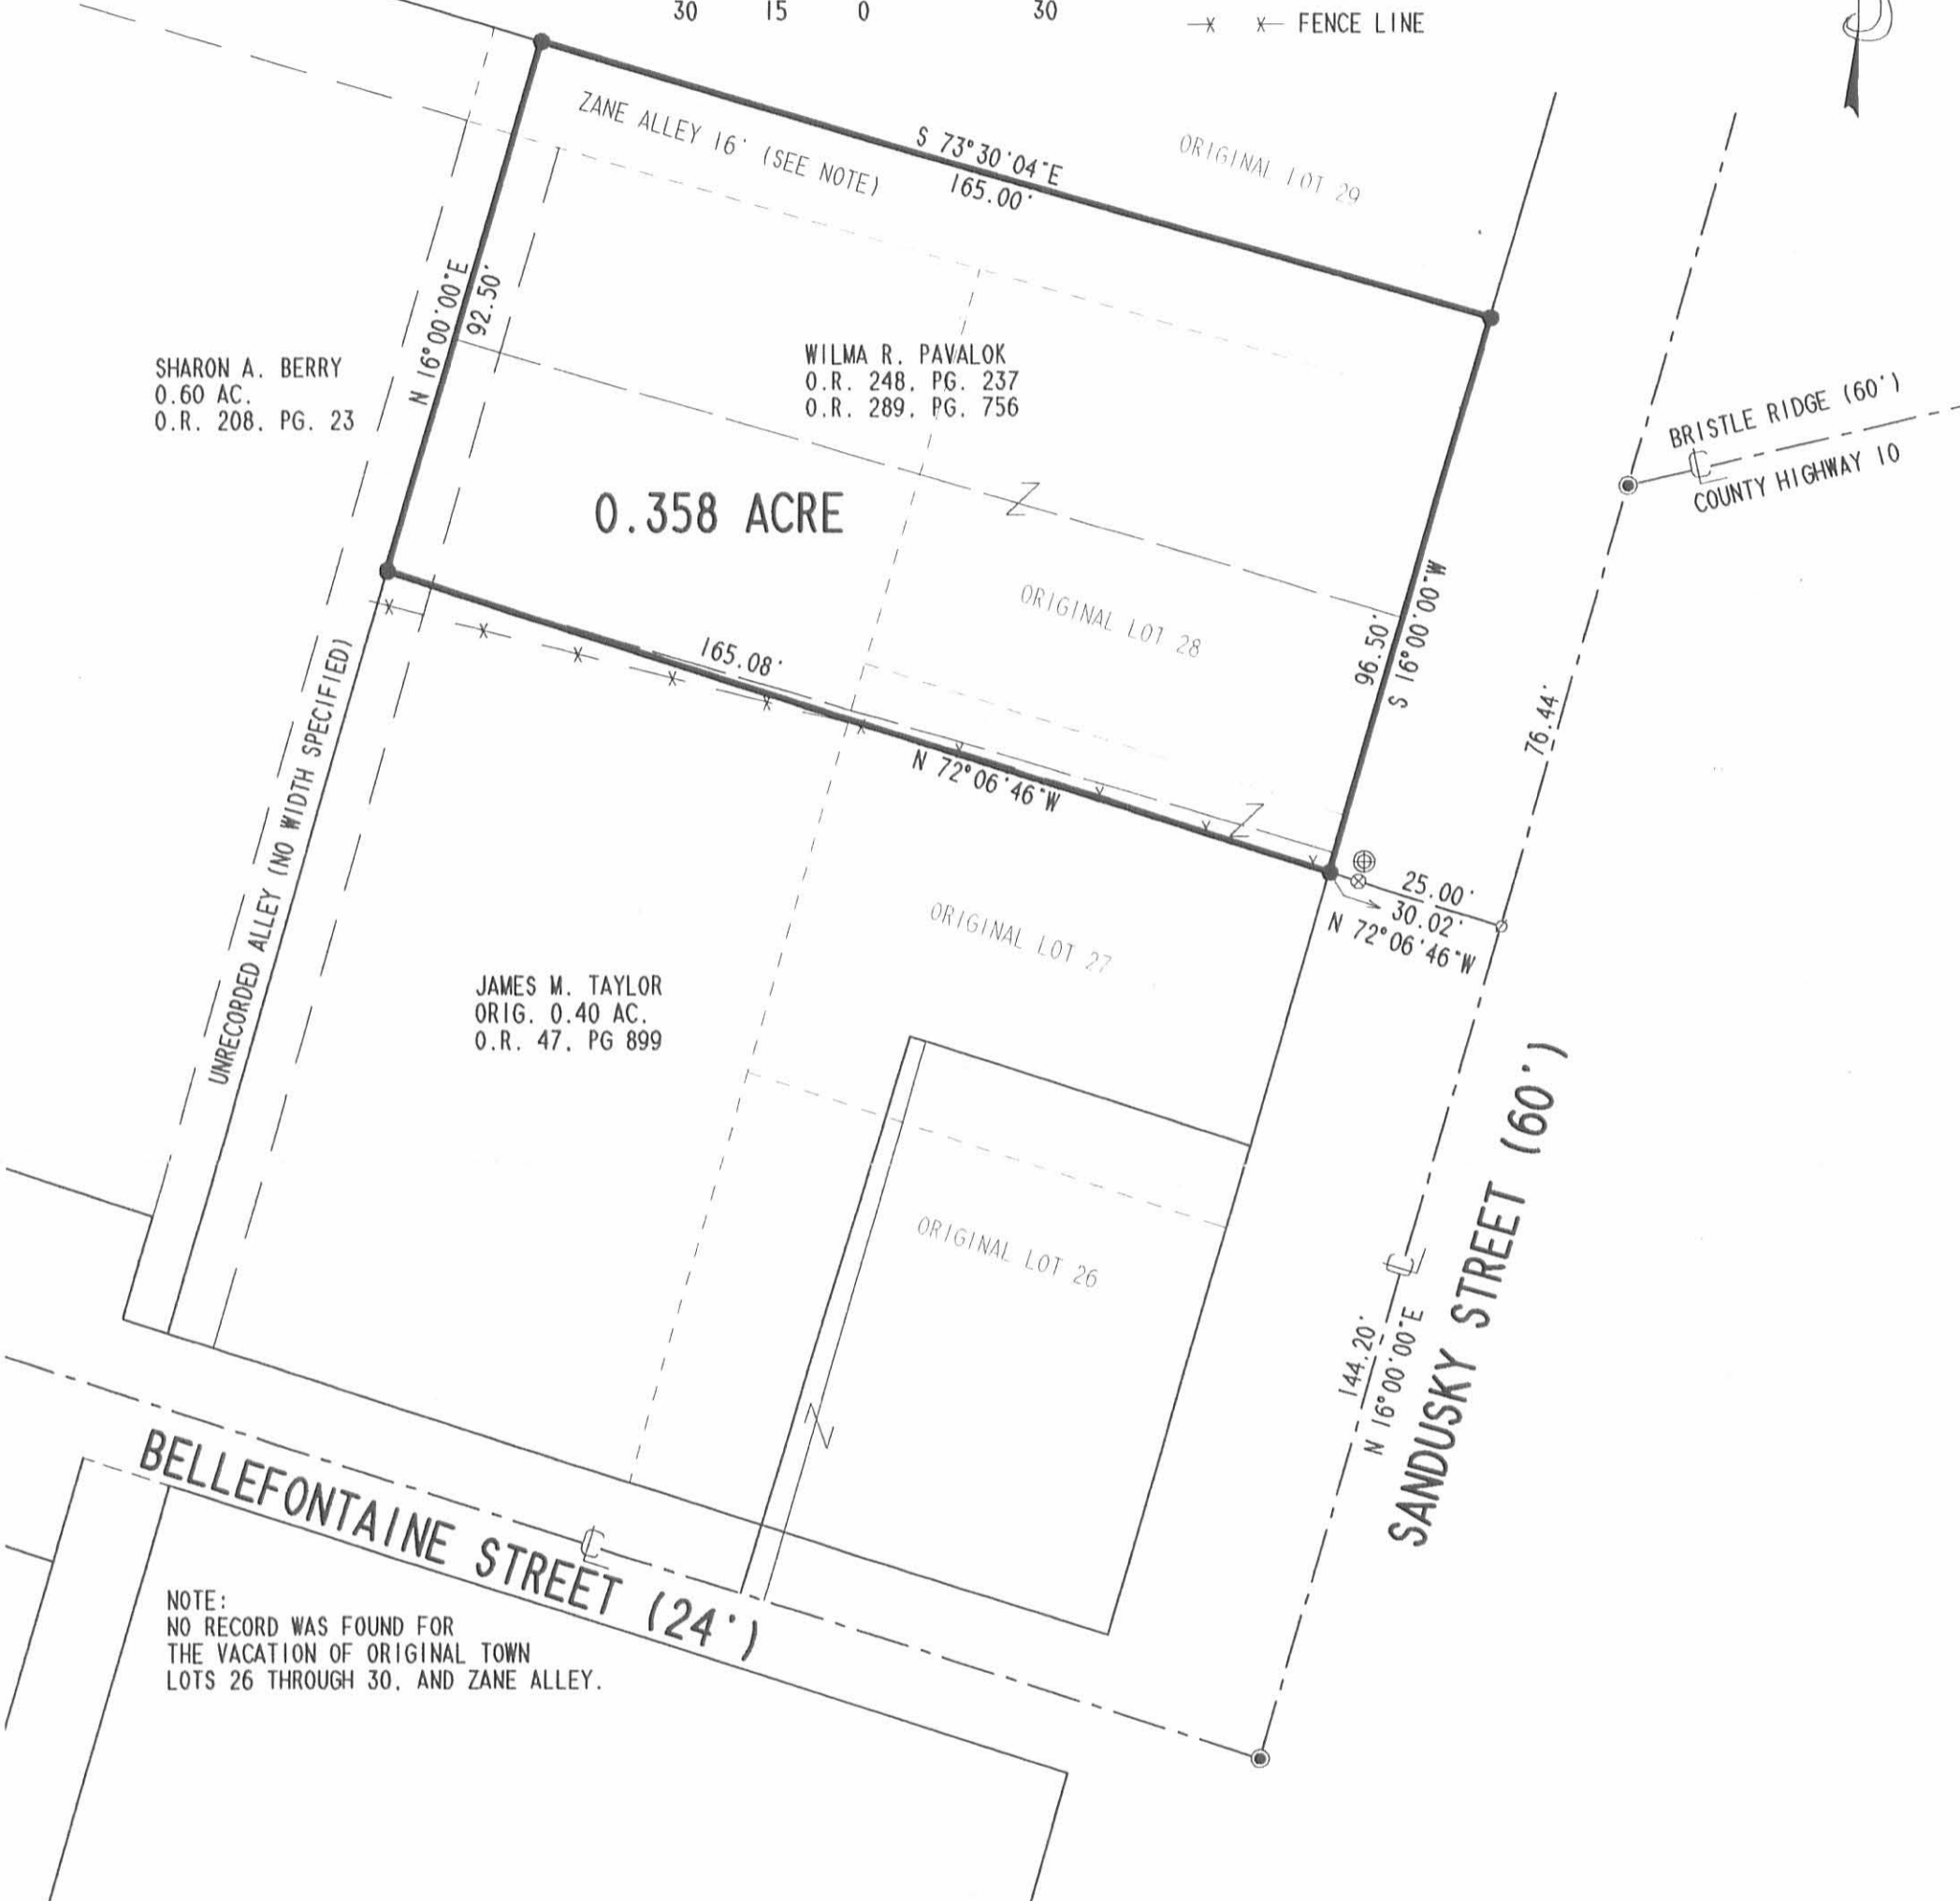 30 15 0 30
FENCE LINE
ZANE ALLEY 16' (SEE NOTE)
S 73°30'04"E
165.00'
ORIGINAL LOT 29
N 16°00'00"E
92.50'
SHARON A. BERRY
0.60 AC.
O.R. 208, PG. 23
WILMA R. PAVALOK
O.R. 248, PG. 237
O.R. 289, PG. 756
BRISTLE RIDGE (60')
COUNTY HIGHWAY 10
0.358 ACRE
ORIGINAL LOT 28
96.50'
S 16°00'00"W
76.44'
165.08'
N 72°06'46"W
25.00'
30.02'
N 72°06'46"W
UNRECORDED ALLEY (NO WIDTH SPECIFIED)
ORIGINAL LOT 27
JAMES M. TAYLOR
ORIG. 0.40 AC.
O.R. 47, PG 899
ORIGINAL LOT 26
SANDUSKY STREET (60')
144.20'
N 16°00'00"E
BELLEFONTAINE STREET (24')
NOTE:
NO RECORD WAS FOUND FOR
THE VACATION OF ORIGINAL TOWN
LOTS 26 THROUGH 30, AND ZANE ALLEY.